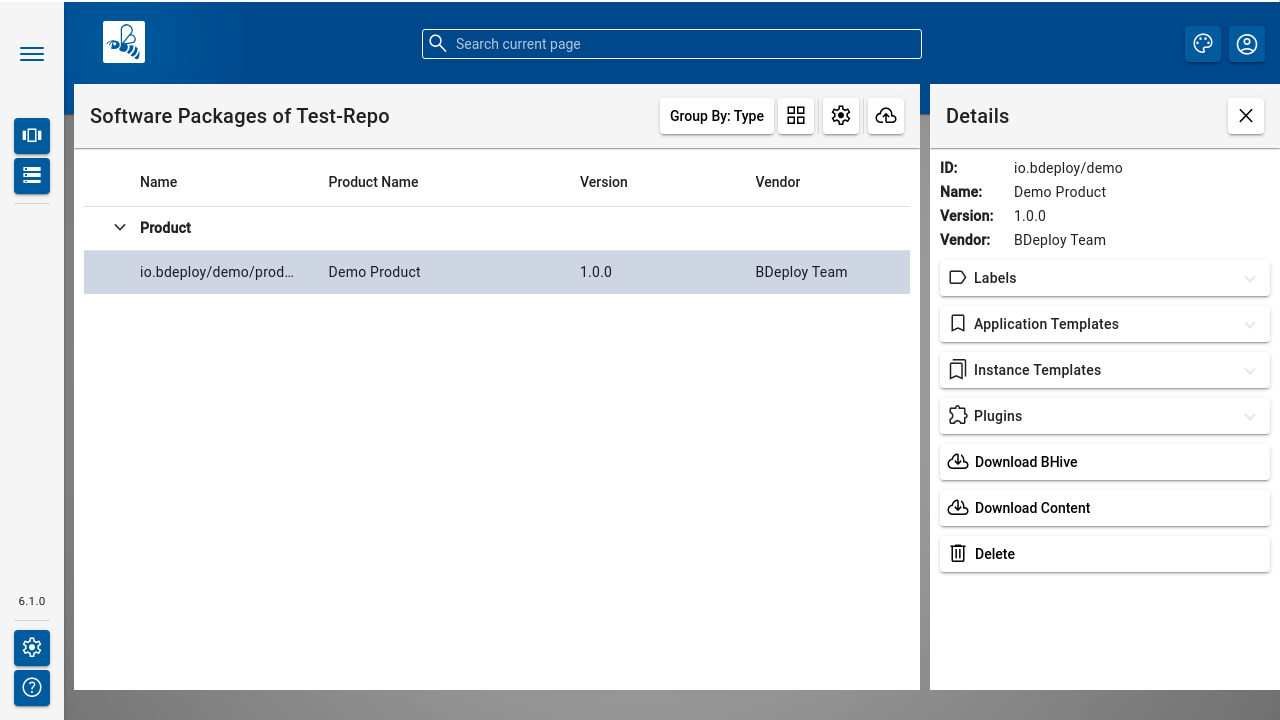 Search current page
Software Packages of Test-Repo
Group By: Type
Details
Name Product Name Version Vendor
Product
io.bdeploy/demo/prod... Demo Product 1.0.0 BDeploy Team
ID: io.bdeploy/demo
Name: Demo Product
Version: 1.0.0
Vendor: BDeploy Team
Labels
Application Templates
Instance Templates
Plugins
Download BHive
Download Content
Delete
6.1.0